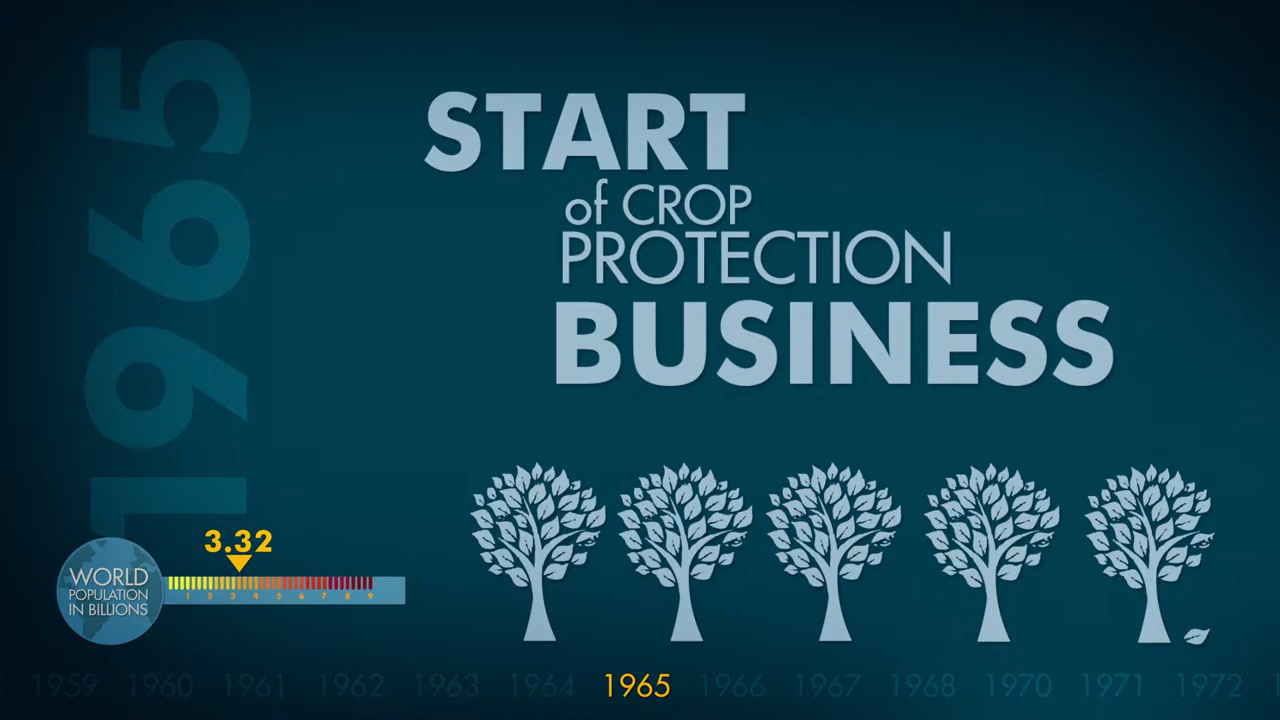 1965
START
of CROP
PROTECTION
BUSINESS
3.32
WORLD
POPULATION
IN BILLIONS
1 2 3 4 5 6 7 8 9
1959 1960 1961 1962 1963 1964 1965 1966 1967 1968 1970 1971 1972